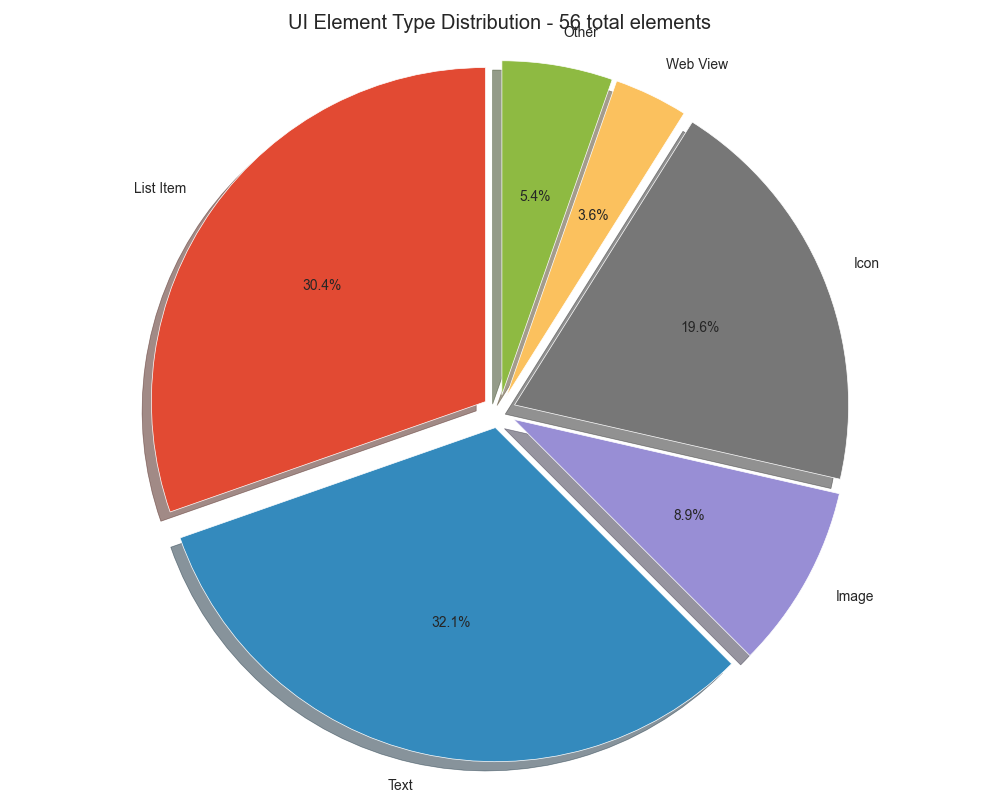 UI Element Type Distribution - 56 total elements
Other
Web View
List Item
Icon
5.4%
3.6%
30.4%
19.6%
8.9%
Image
32.1%
Text